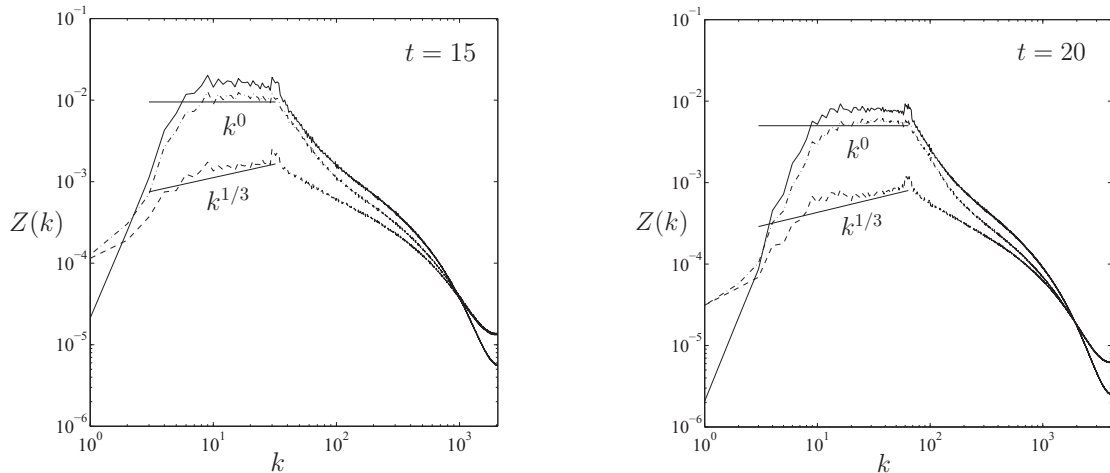 10^{-1}
t = 15
10^{-2}
k^0
10^{-3}
k^{1/3}
Z(k)
10^{-4}
10^{-5}
10^{-6}
10^0
10^1
10^2
10^3
k
10^{-1}
t = 20
10^{-2}
k^0
10^{-3}
k^{1/3}
Z(k)
10^{-4}
10^{-5}
10^{-6}
10^0
10^1
10^2
10^3
k